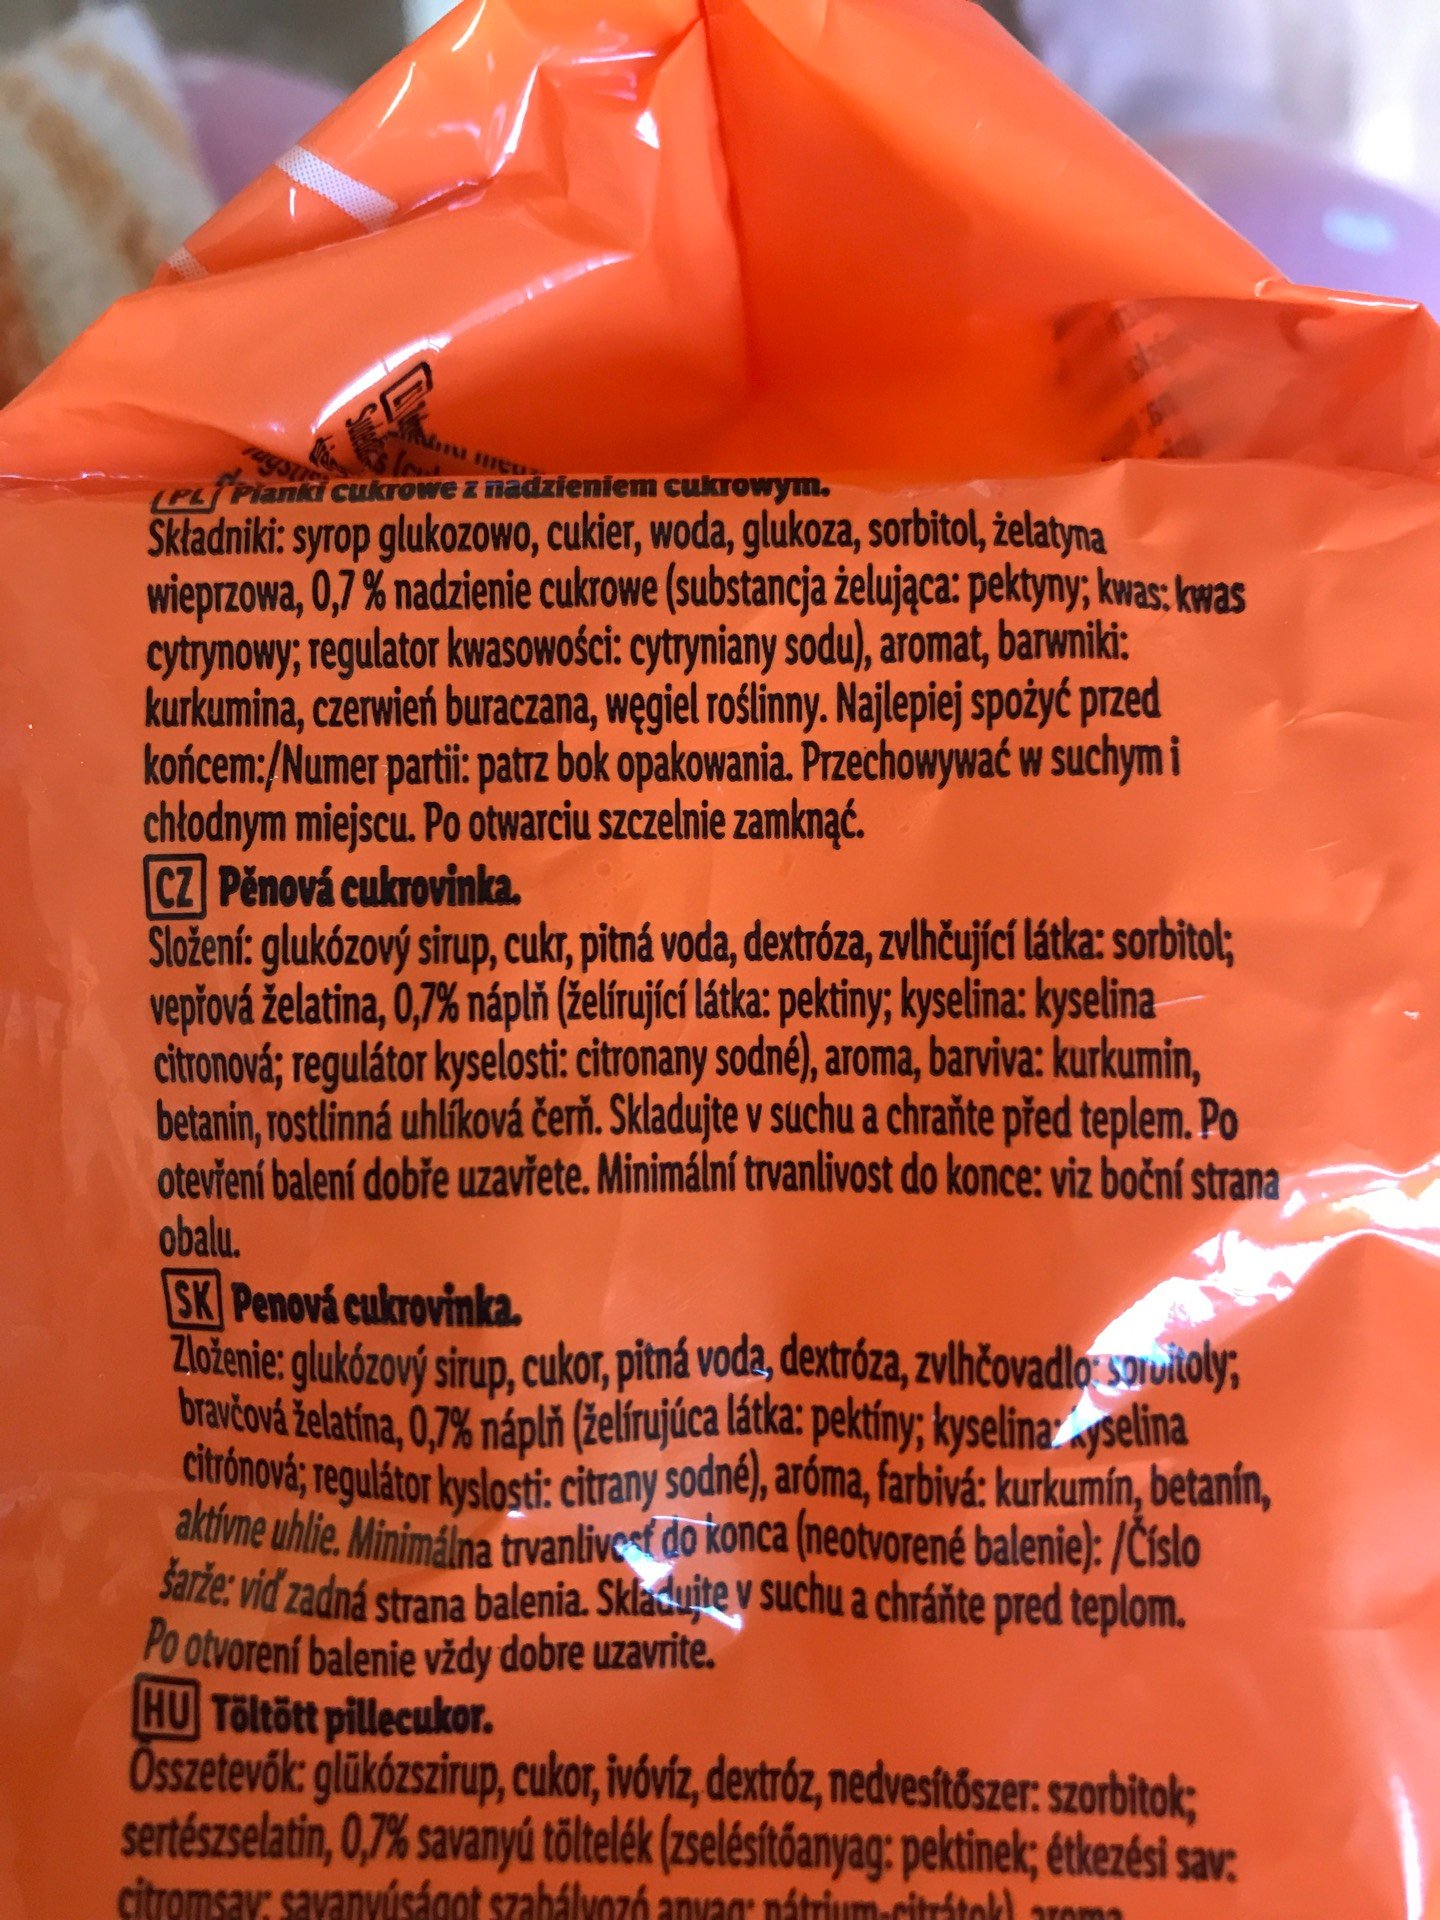 PL Pianki cukrowe z nadzieniem cukrowym.
Składniki: syrop glukozowo, cukier, woda, glukoza, sorbitol, żelatyna
wieprzowa, 0,7 % nadzienie cukrowe (substancja żelująca: pektyny; kwas: kwas
cytrynowy; regulator kwasowości: cytryniany sodu), aromat, barwniki:
kurkumina, czerwień buraczana, węgiel roślinny. Najlepiej spożyć przed
końcem:/Numer partii: patrz bok opakowania. Przechowywać w suchym i
chłodnym miejscu. Po otwarciu szczelnie zamknąć.
CZ Pěnová cukrovinka.
Složení: glukózový sirup, cukr, pitná voda, dextróza, zvlhčující látka: sorbitol;
vepřová želatina, 0,7% náplň (želírující látka: pektiny; kyselina: kyselina
citronová; regulátor kyselosti: citronany sodné), aroma, barviva: kurkumin,
betanin, rostlinná uhlíková čerň. Skladujte v suchu a chraňte před teplem. Po
otevření balení dobře uzavřete. Minimální trvanlivost do konce: viz boční strana
obalu.
SK Penová cukrovinka.
Zloženie: glukózový sirup, cukor, pitná voda, dextróza, zvlhčovadlo: sorbitoly;
bravčová želatína, 0,7% náplň (želírujúca látka: pektíny; kyselina: kyselina
citrónová; regulátor kyslosti: citrany sodné), aróma, farbivá: kurkumín, betanín,
aktívne uhlie. Minimálna trvanlivosť do konca (neotvorené balenie): /Číslo
šarže: viď zadná strana balenia. Skladujte v suchu a chráňte pred teplom.
Po otvorení balenie vždy dobre uzavrite.
HU Töltött pillecukor.
Összetevők: glükózszirup, cukor, ivóvíz, dextróz, nedvesítőszer: szorbitok;
sertészselatin, 0,7% savanyú töltelék (zselésítőanyag: pektinek; étkezési sav:
citromsav; savanyúságot szabályozó anyag: nátrium-citrátok), aroma